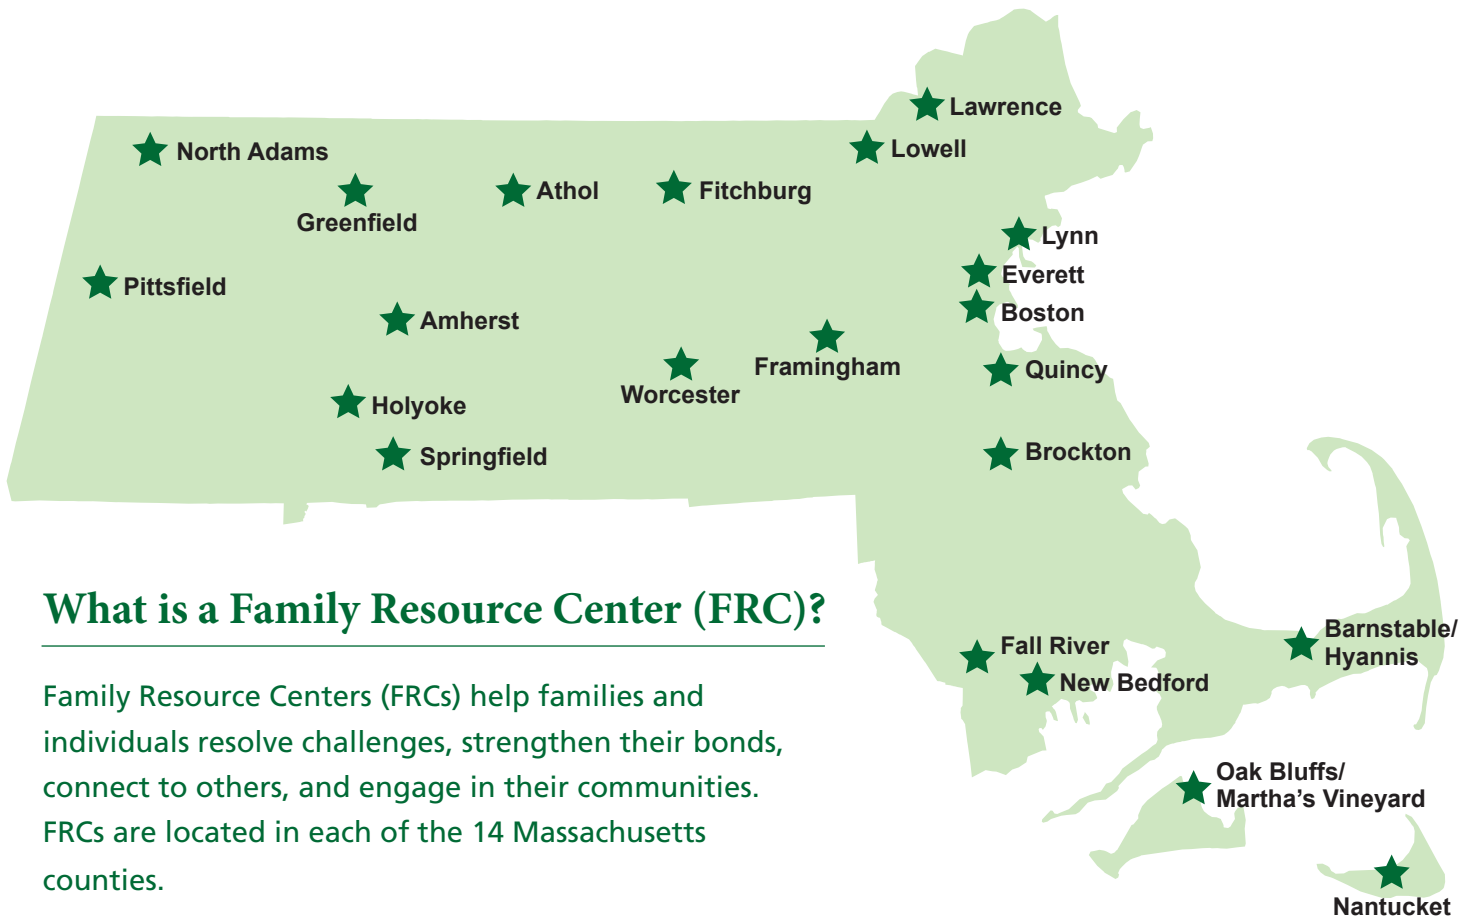 Lawrence
Lowell
North Adams
Greenfield
Athol
Fitchburg
Lynn
Everett
Boston
Pittsfield
Amherst
Framingham
Worcester
Quincy
Holyoke
Springfield
Brockton
What is a Family Resource Center (FRC)?
Family Resource Centers (FRCs) help families and
individuals resolve challenges, strengthen their bonds,
connect to others, and engage in their communities.
FRCs are located in each of the 14 Massachusetts
counties.
Fall River
New Bedford
Barnstable/
Hyannis
Oak Bluffs/
Martha’s Vineyard
Nantucket